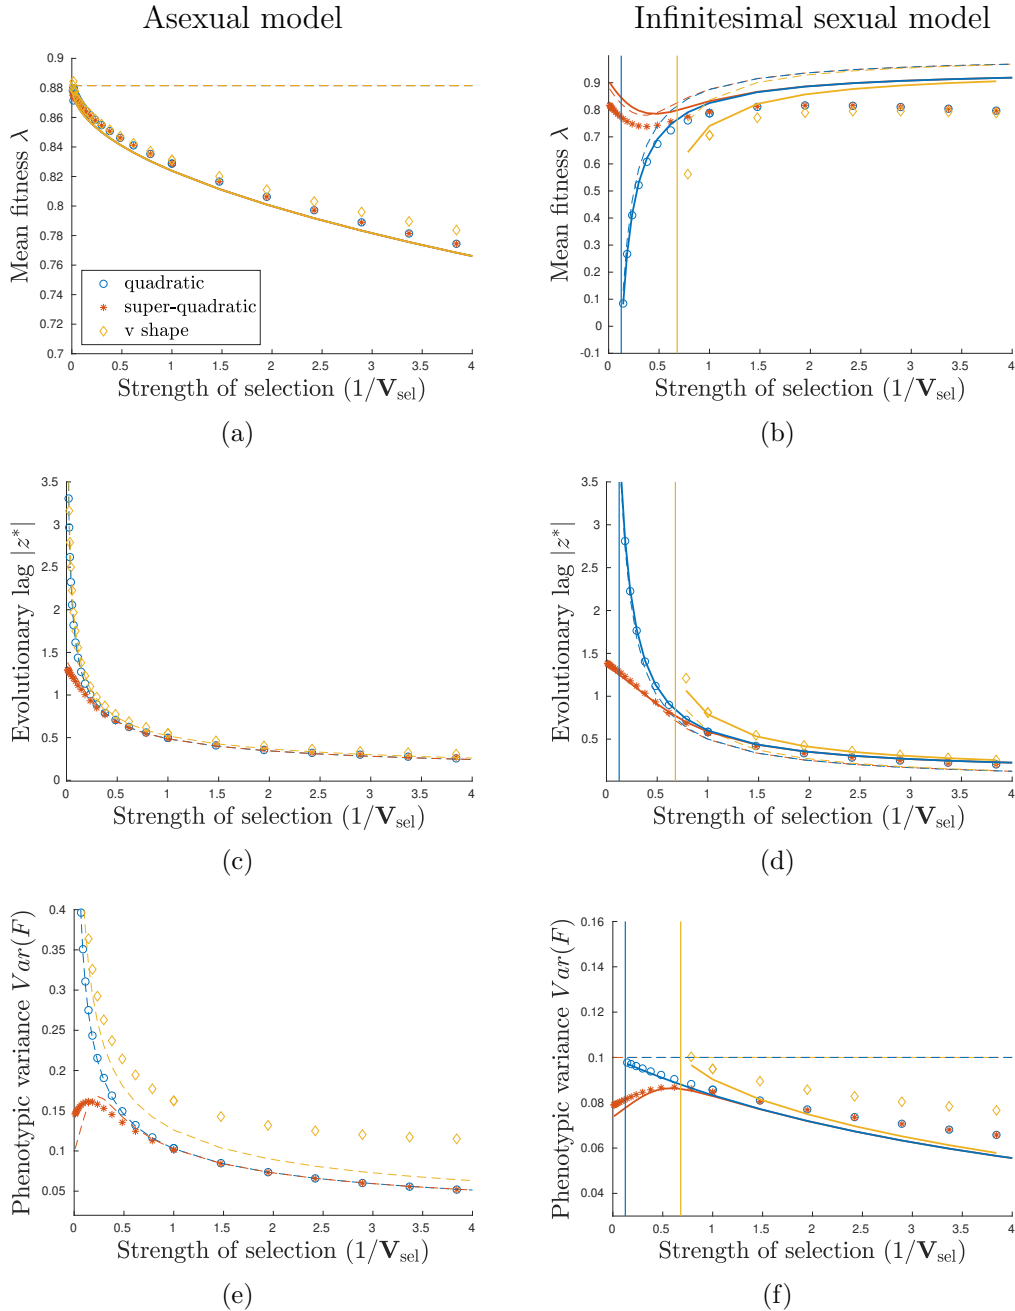 Asexual model
Infinitesimal sexual model
Mean fitness λ
0.9
0.88
0.86
0.84
0.82
0.8
0.78
0.76
0.74
0.72
0.7
quadratic
super-quadratic
v shape
0 0.5 1 1.5 2 2.5 3 3.5 4
Strength of selection (1/V_sel)
(a)
Mean fitness λ
0.9
0.8
0.7
0.6
0.5
0.4
0.3
0.2
0.1
0
-0.1
0 0.5 1 1.5 2 2.5 3 3.5 4
Strength of selection (1/V_sel)
(b)
Evolutionary lag |z*|
3.5
3
2.5
2
1.5
1
0.5
0
0 0.5 1 1.5 2 2.5 3 3.5 4
Strength of selection (1/V_sel)
(c)
Evolutionary lag |z*|
3.5
3
2.5
2
1.5
1
0.5
0 0.5 1 1.5 2 2.5 3 3.5 4
Strength of selection (1/V_sel)
(d)
Phenotypic variance Var(F)
0.4
0.35
0.3
0.25
0.2
0.15
0.1
0.05
0 0.5 1 1.5 2 2.5 3 3.5 4
Strength of selection (1/V_sel)
(e)
Phenotypic variance Var(F)
0.16
0.14
0.12
0.1
0.08
0.06
0.04
0 0.5 1 1.5 2 2.5 3 3.5 4
Strength of selection (1/V_sel)
(f)